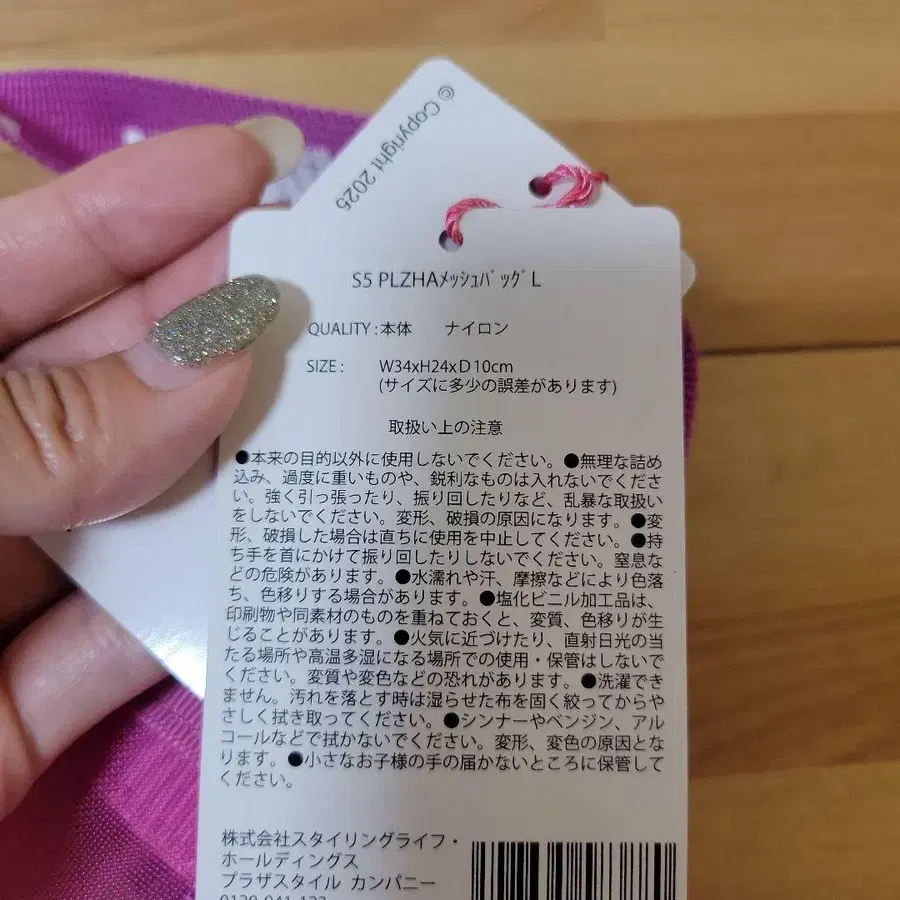 © Copyright 2025
S5 PLZHAﾒｯｼｭﾊﾞｯｸﾞ L
QUALITY : 本体 ナイロン
SIZE : W34xH24xD10cm
(サイズに多少の誤差があります)
取扱い上の注意
●本来の目的以外に使用しないでください。●無理な詰め
込み、過度に重いものや、鋭利なものは入れないでくださ
い。強く引っ張ったり、振り回したりなど、乱暴な取扱い
をしないでください。変形、破損の原因になります。●変
形、破損した場合は直ちに使用を中止してください。●持
ち手を首にかけて振り回したりしないでください。窒息な
どの危険があります。●水濡れや汗、摩擦などにより色落
ち、色移りする場合があります。●塩化ビニル加工品は、
印刷物や同素材のものを重ねておくと、変質、色移りが生
じることがあります。●火気に近づけたり、直射日光の当
たる場所や高温多湿になる場所での使用・保管はしないで
ください。変質や変色などの恐れがあります。●洗濯でき
ません。汚れを落とす時は湿らせた布を固く絞ってからや
さしく拭き取ってください。●シンナーやベンジン、アル
コールなどで拭かないでください。変形、変色の原因とな
ります。●小さなお子様の手の届かないところに保管して
ください。
株式会社スタイリングライフ・
ホールディングス
プラザスタイル カンパニー